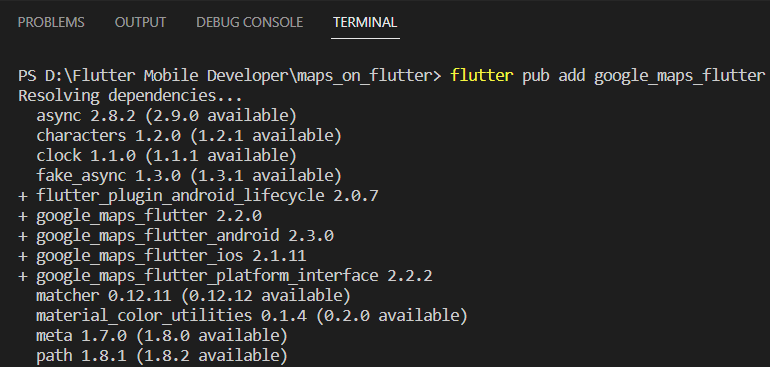 PROBLEMS OUTPUT DEBUG CONSOLE TERMINAL
PS D:\Flutter Mobile Developer\maps_on_flutter> flutter pub add google_maps_flutter
Resolving dependencies...
  async 2.8.2 (2.9.0 available)
  characters 1.2.0 (1.2.1 available)
  clock 1.1.0 (1.1.1 available)
  fake_async 1.3.0 (1.3.1 available)
+ flutter_plugin_android_lifecycle 2.0.7
+ google_maps_flutter 2.2.0
+ google_maps_flutter_android 2.3.0
+ google_maps_flutter_ios 2.1.11
+ google_maps_flutter_platform_interface 2.2.2
  matcher 0.12.11 (0.12.12 available)
  material_color_utilities 0.1.4 (0.2.0 available)
  meta 1.7.0 (1.8.0 available)
  path 1.8.1 (1.8.2 available)